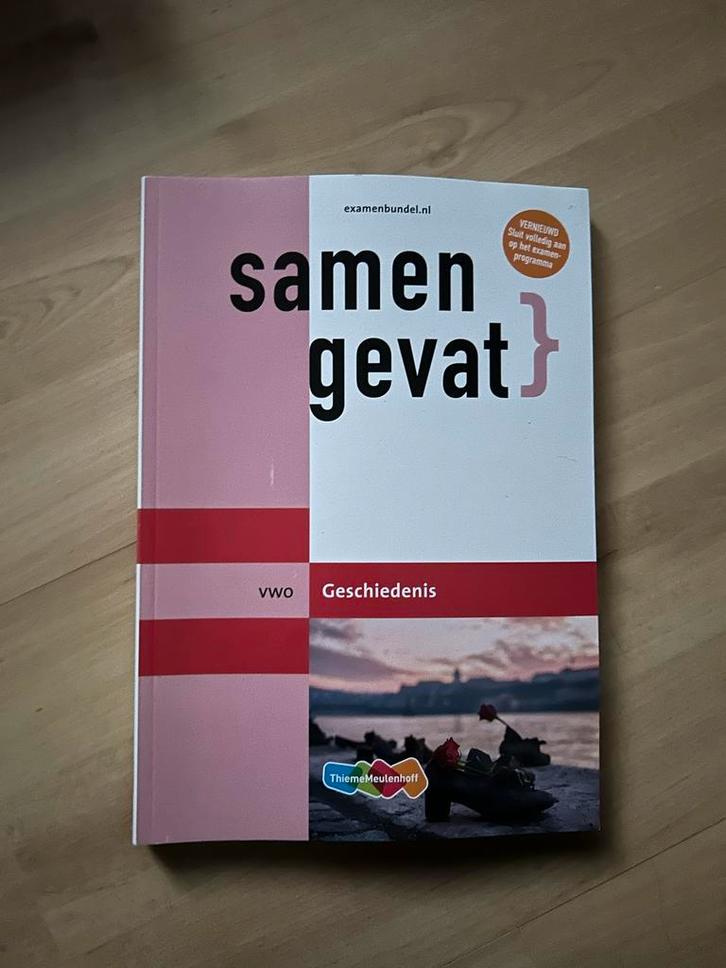 examenbundel.nl
VERNIEUWD
Sluit volledig aan
op het examen-
programma
samen
gevat}
vwo
Geschiedenis
ThiemeMeulenhoff